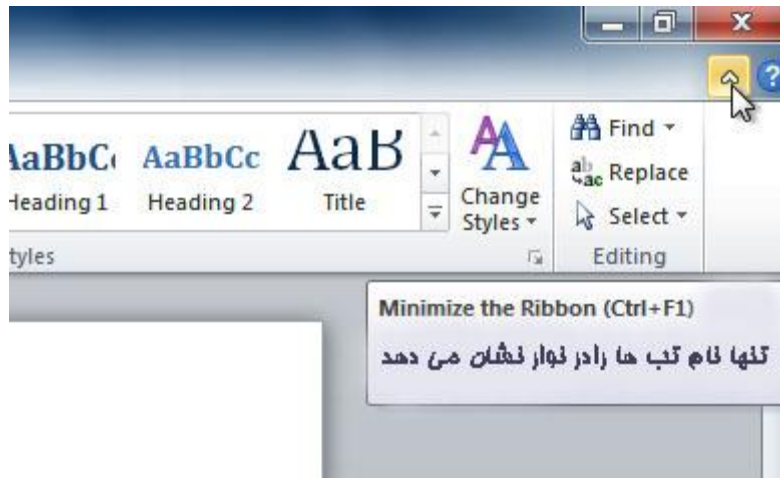 ?
AaBbC AaBbCc AaB
Heading 1 Heading 2 Title
Change
Styles
Find
Replace
Select
Editing
Minimize the Ribbon (Ctrl+F1)
تنها نام تب ها رادر نوار نشان می دهد